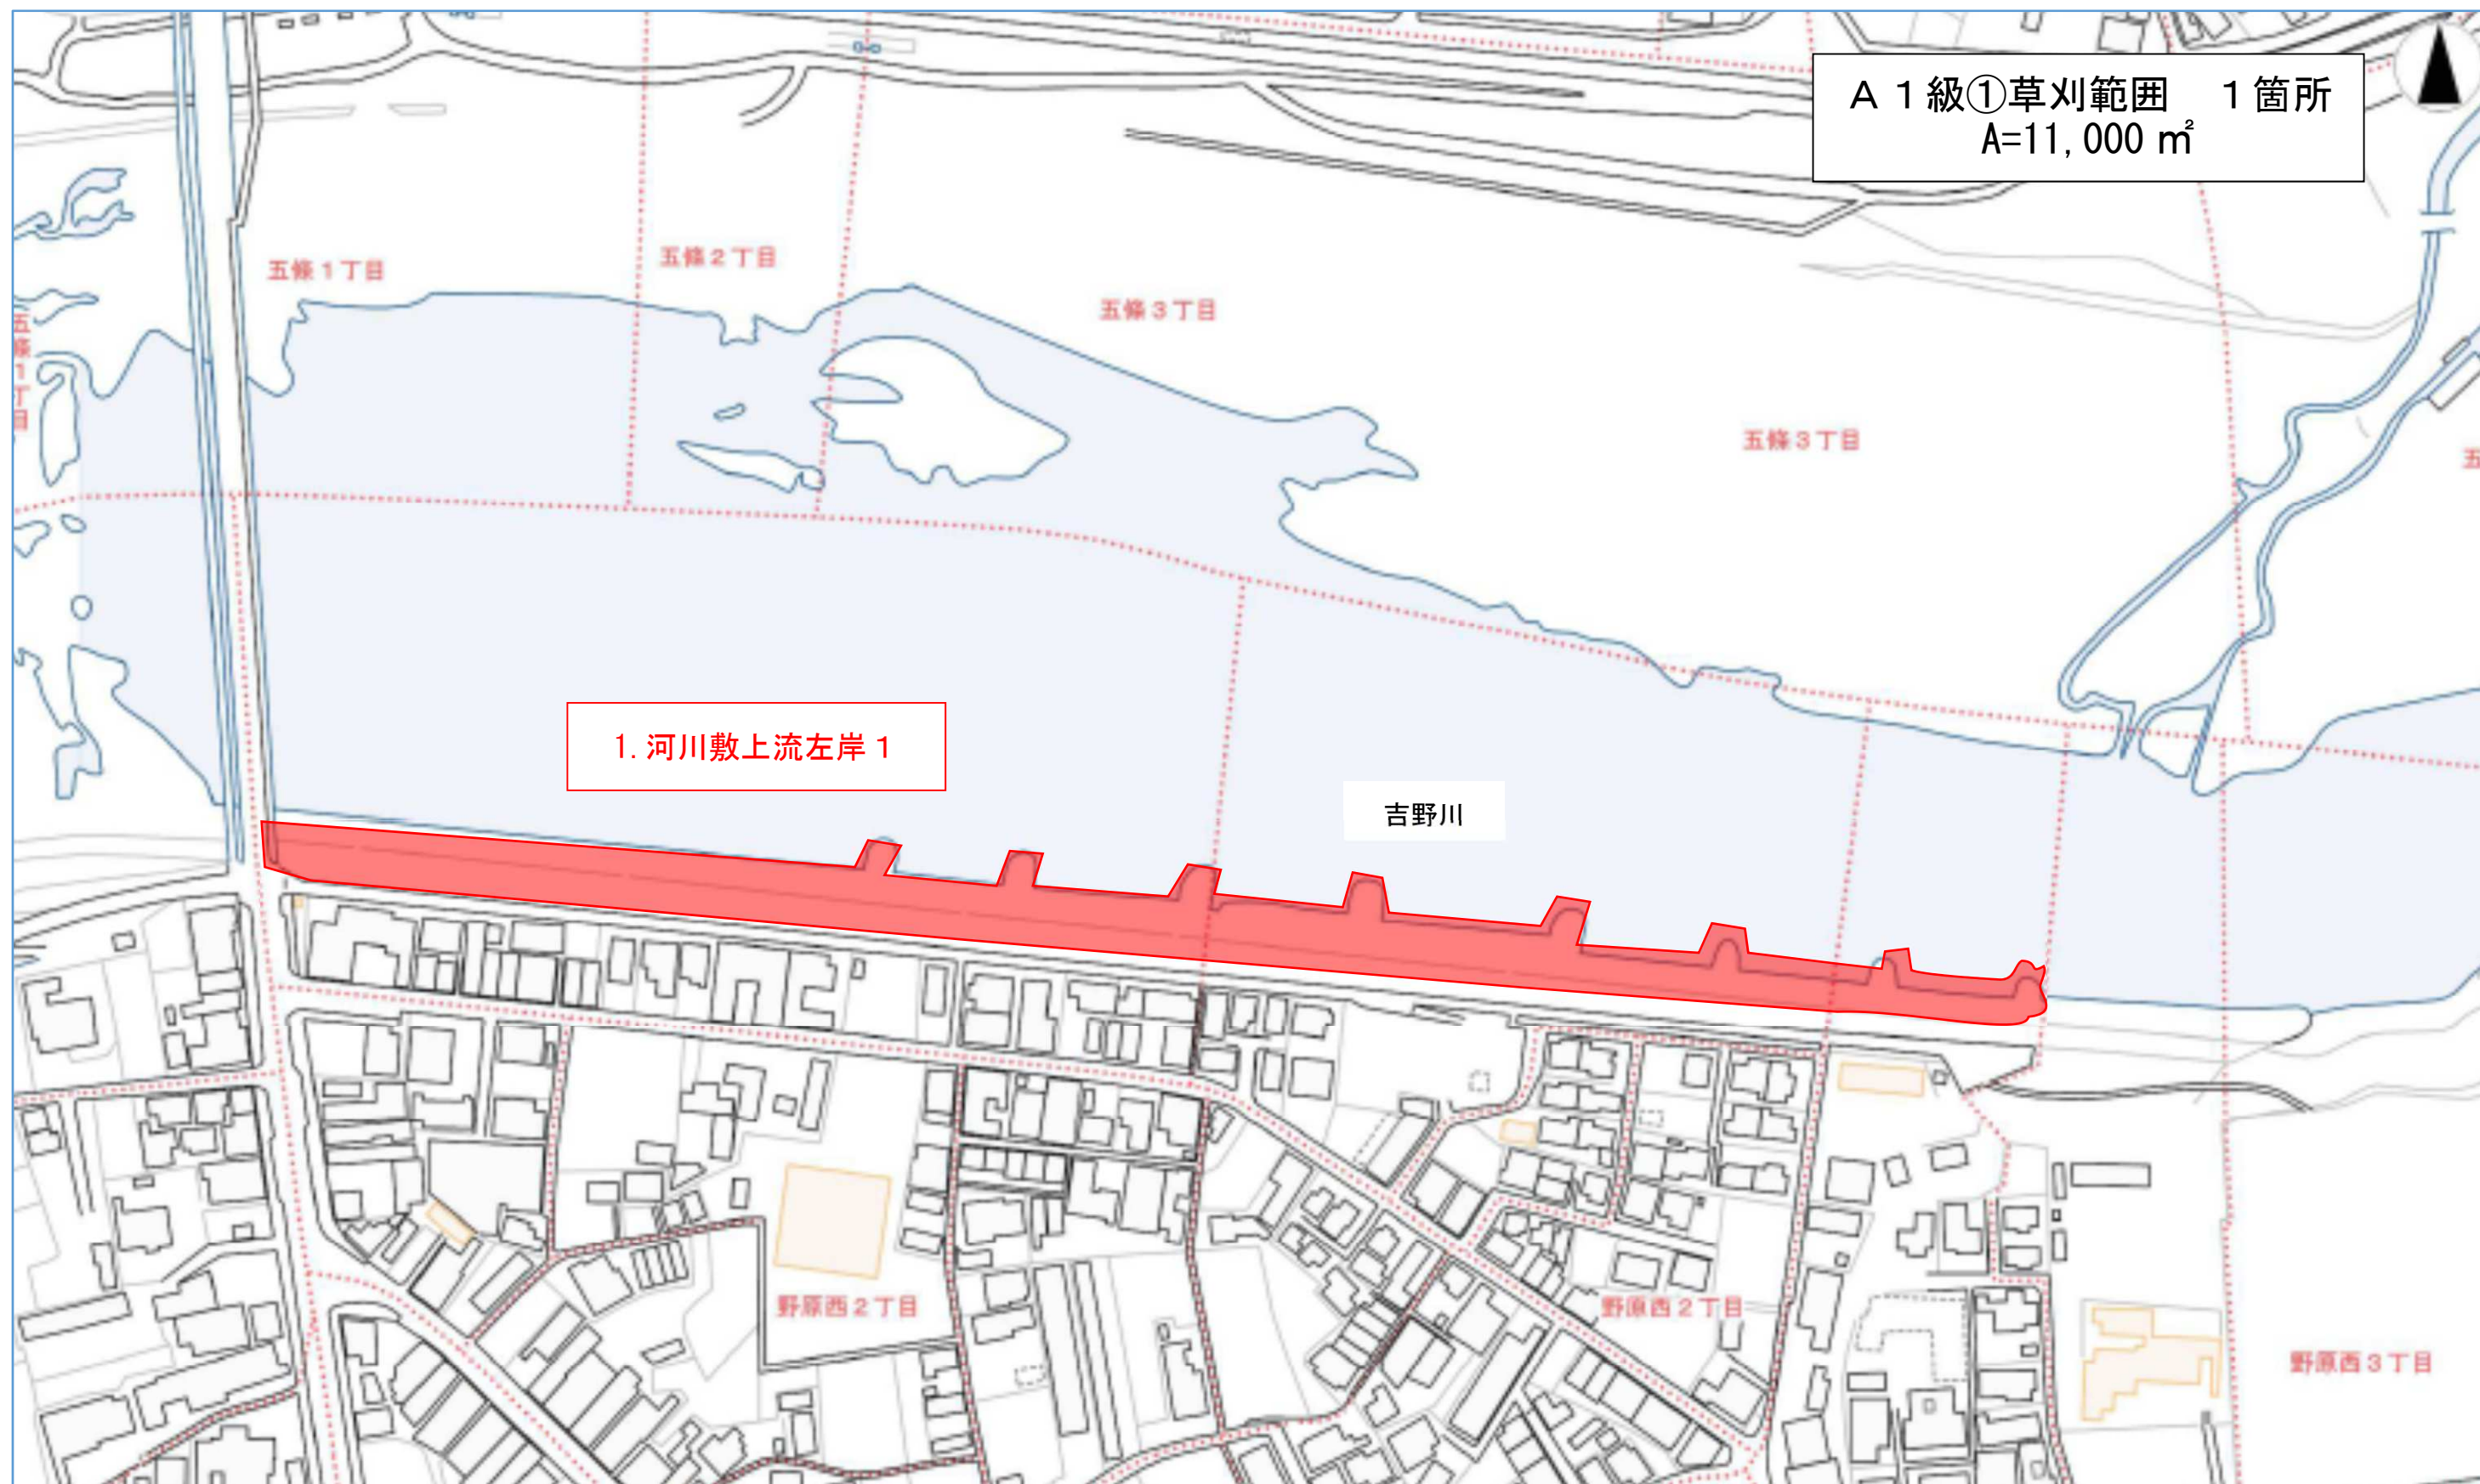 A 1級①草刈範囲　1箇所
A=11,000 ㎡
五條2丁目
五條1丁目
五條3丁目
五條1丁目
五條3丁目
1.河川敷上流左岸1
吉野川
野原西2丁目
野原西2丁目
野原西3丁目